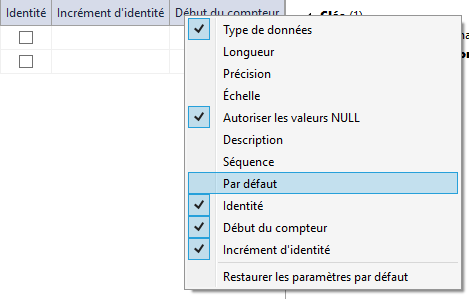 Identité Incrément d'identité Début du compteur
Clés (1)
Type de données
Longueur
Précision
Échelle
Autoriser les valeurs NULL
Description
Séquence
Par défaut
Identité
Début du compteur
Incrément d'identité
Restaurer les paramètres par défaut